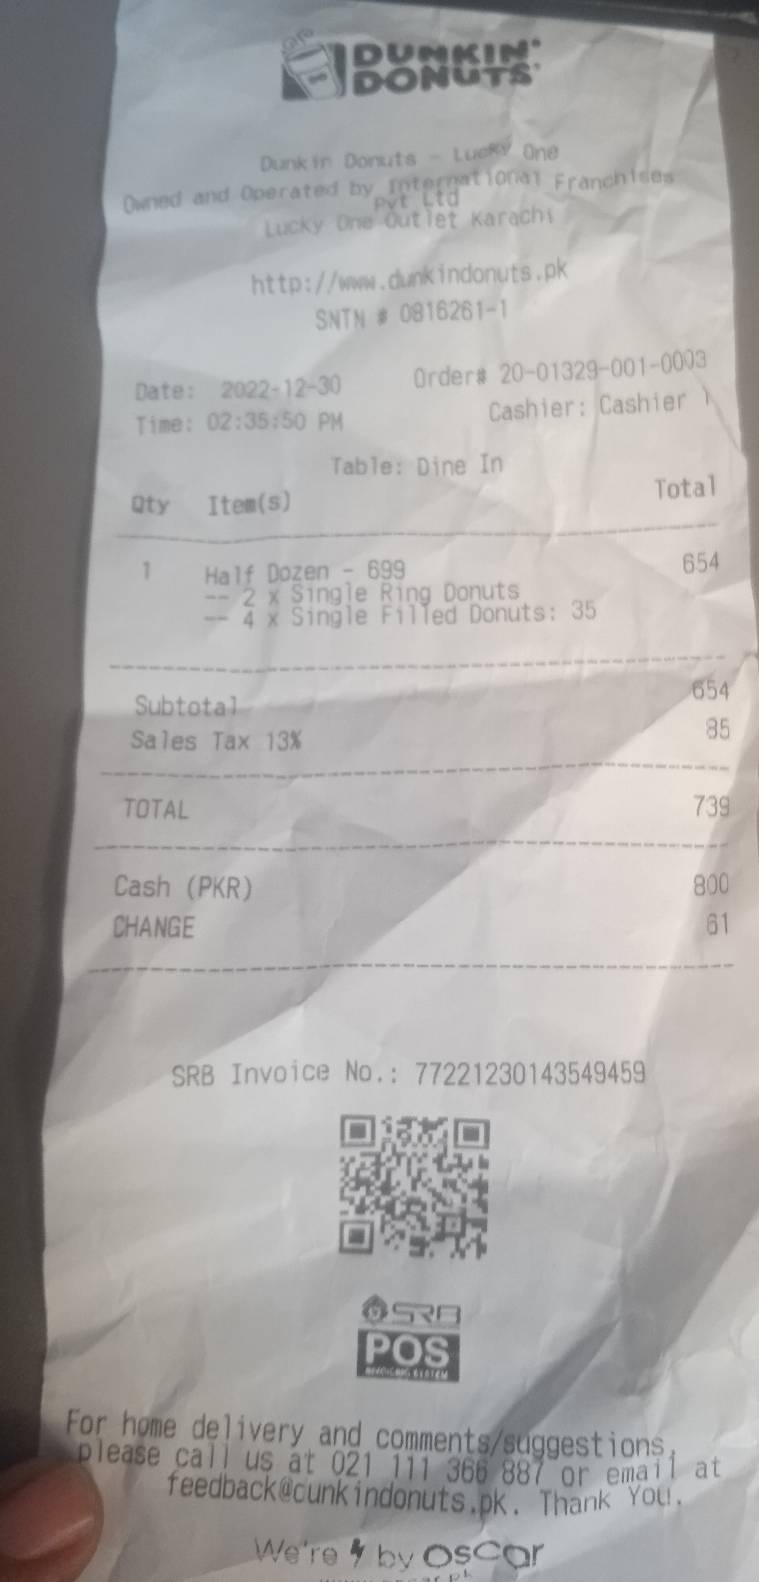 DUNKIN'
DONUTS
Dunkin Donuts - Lucky One
Owned and Operated by International Franchises
Pvt Ltd
Lucky One Outlet Karachi
http://www.dunkindonuts.pk
SNTN # 0816261-1
Date: 2022-12-30 Order# 20-01329-001-0003
Time: 02:35:50 PM Cashier: Cashier 1
Table: Dine In
Qty Item(s) Total
1 Half Dozen - 699 654
-- 2 x Single Ring Donuts
-- 4 x Single Filled Donuts: 35
Subtotal 654
Sales Tax 13% 85
TOTAL 739
Cash (PKR) 800
CHANGE 61
SRB Invoice No.: 77221230143549459
SRB
POS
INVOICING SYSTEM
For home delivery and comments/suggestions,
please call us at 021 111 366 887 or email at
feedback@cunkindonuts.pk. Thank You.
We're by oscar